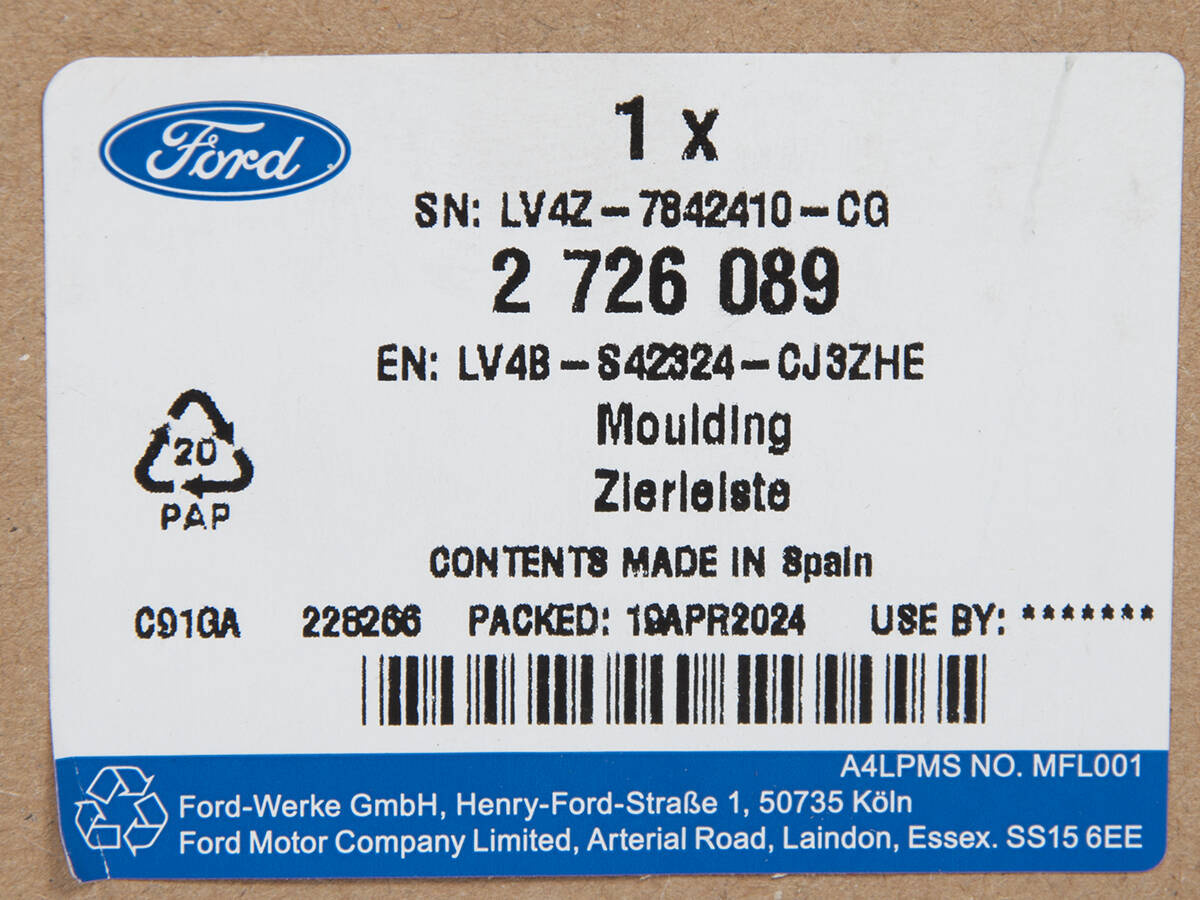 Ford
1 x
SN: LV4Z-7842410-CG
2 726 089
EN: LV4B-S42324-CJ3ZHE
Moulding
Zierleiste
20
PAP
CONTENTS MADE IN Spain
C91GA 226266 PACKED: 19APR2024 USE BY: *******
A4LPMS NO. MFL001
Ford-Werke GmbH, Henry-Ford-Straße 1, 50735 Köln
Ford Motor Company Limited, Arterial Road, Laindon, Essex. SS15 6EE